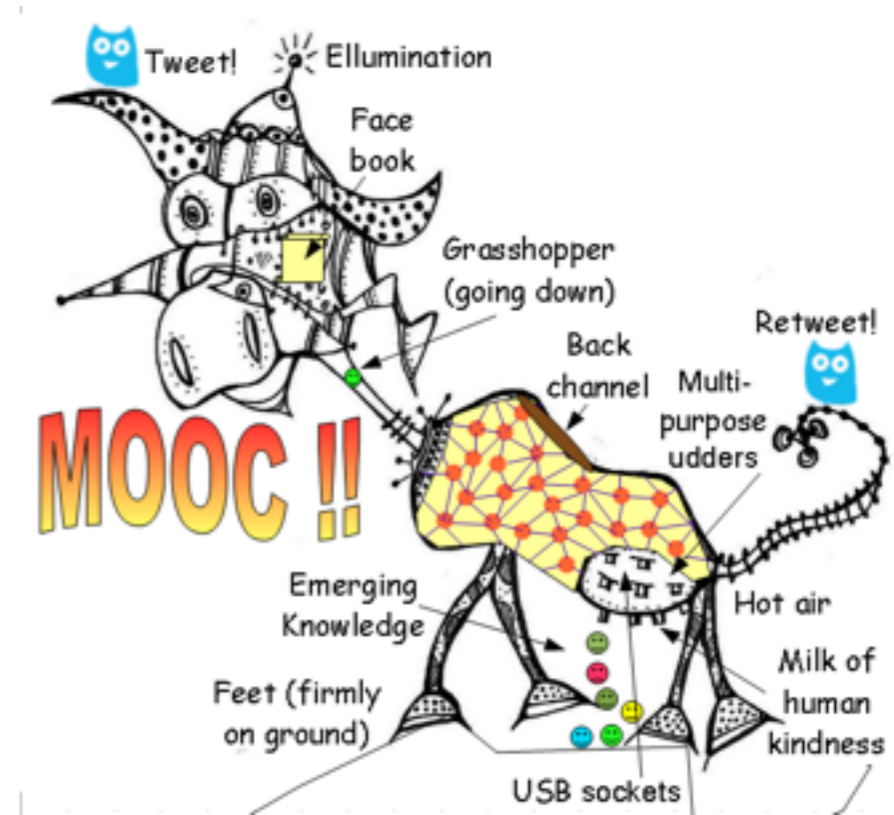 Tweet!
Ellumination
Face
book
Grasshopper
(going down)
Retweet!
Back
channel
Multi-
purpose
udders
MOOC !!
Emerging
Knowledge
Hot air
Feet (firmly
on ground)
Milk of
human
kindness
USB sockets